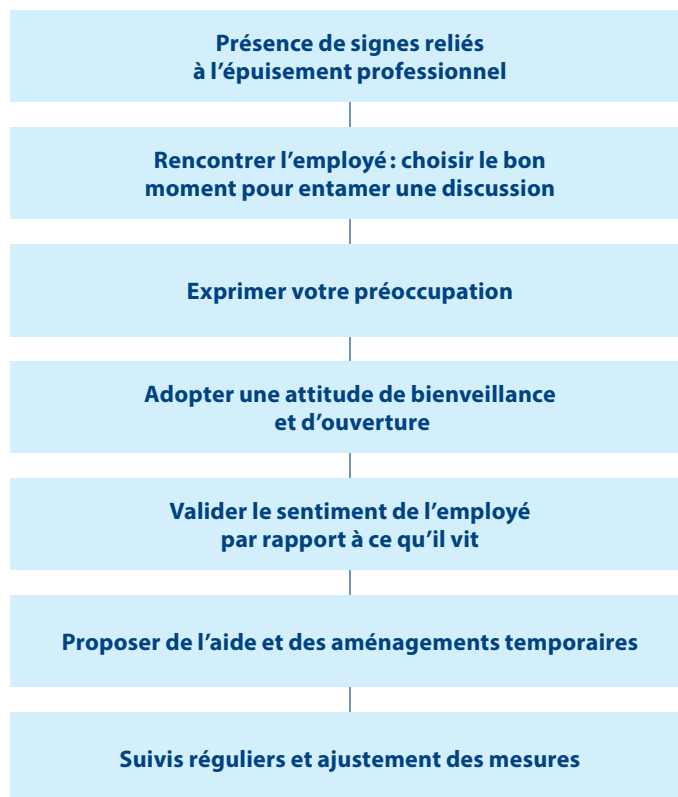 Présence de signes reliés
à l’épuisement professionnel
Rencontrer l’employé : choisir le bon
moment pour entamer une discussion
Exprimer votre préoccupation
Adopter une attitude de bienveillance
et d’ouverture
Valider le sentiment de l’employé
par rapport à ce qu’il vit
Proposer de l’aide et des aménagements temporaires
Suivis réguliers et ajustement des mesures